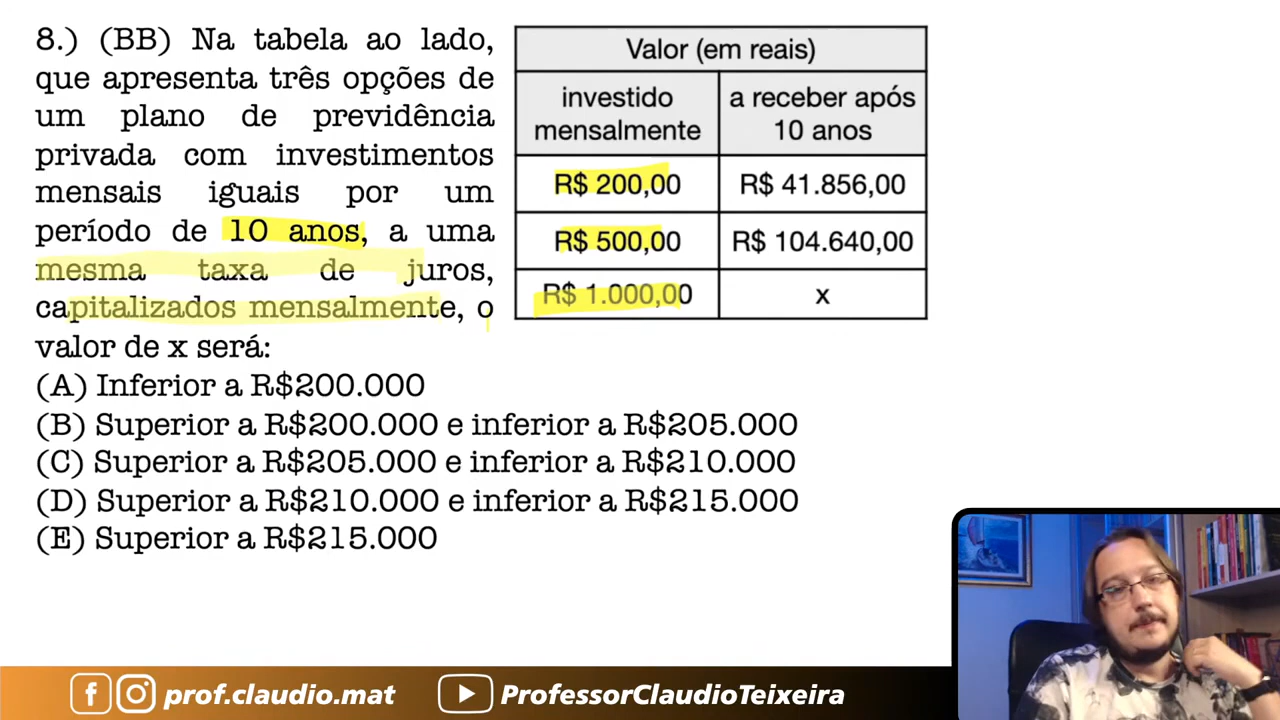 8.) (BB) Na tabela ao lado,
que apresenta três opções de
um plano de previdência
privada com investimentos
mensais iguais por um
período de 10 anos, a uma
mesma taxa de juros,
capitalizados mensalmente, o
valor de x será:
(A) Inferior a R$200.000
(B) Superior a R$200.000 e inferior a R$205.000
(C) Superior a R$205.000 e inferior a R$210.000
(D) Superior a R$210.000 e inferior a R$215.000
(E) Superior a R$215.000
Valor (em reais)
investido mensalmente
a receber após 10 anos
R$ 200,00 R$ 41.856,00
R$ 500,00 R$ 104.640,00
R$ 1.000,00 x
prof.claudio.mat ProfessorClaudioTeixeira